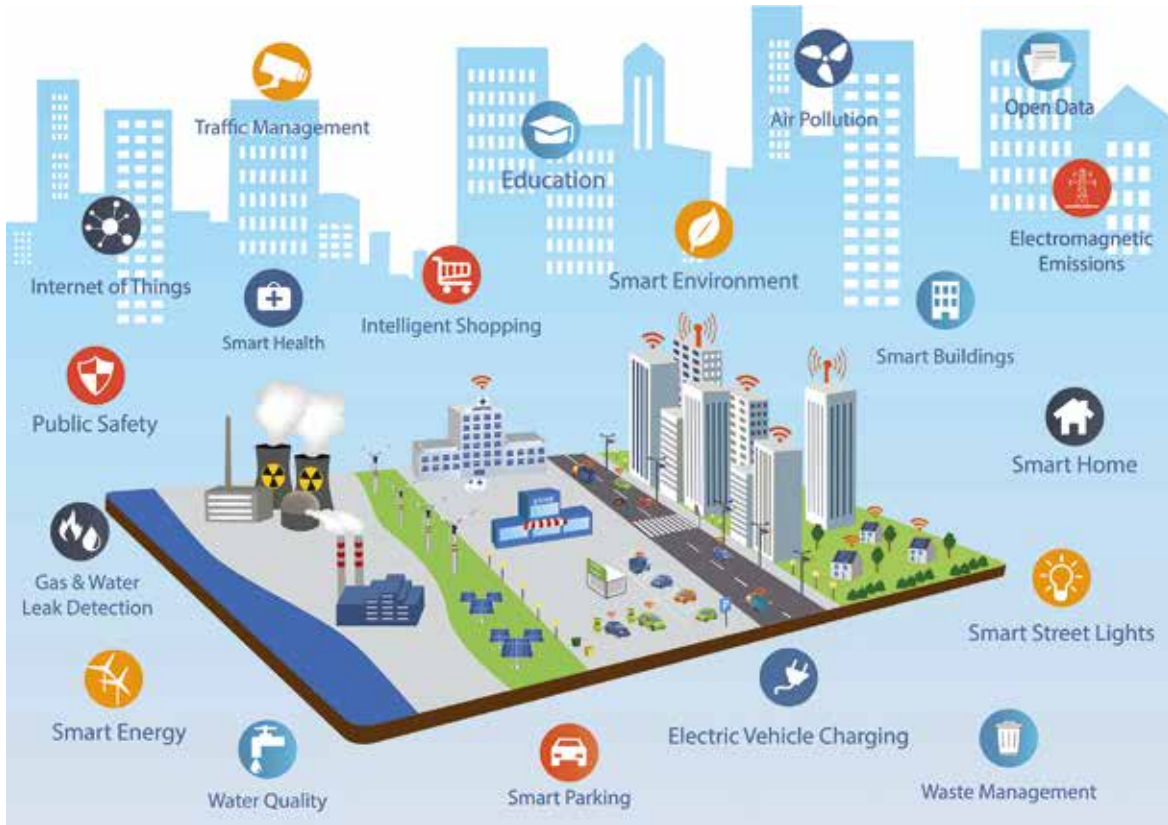 Traffic Management
Education
Air Pollution
Open Data
Internet of Things
Smart Health
Intelligent Shopping
Smart Environment
Electromagnetic
Emissions
Smart Buildings
Public Safety
Smart Home
Gas & Water
Leak Detection
Smart Street Lights
Smart Energy
Water Quality
Smart Parking
Electric Vehicle Charging
Waste Management